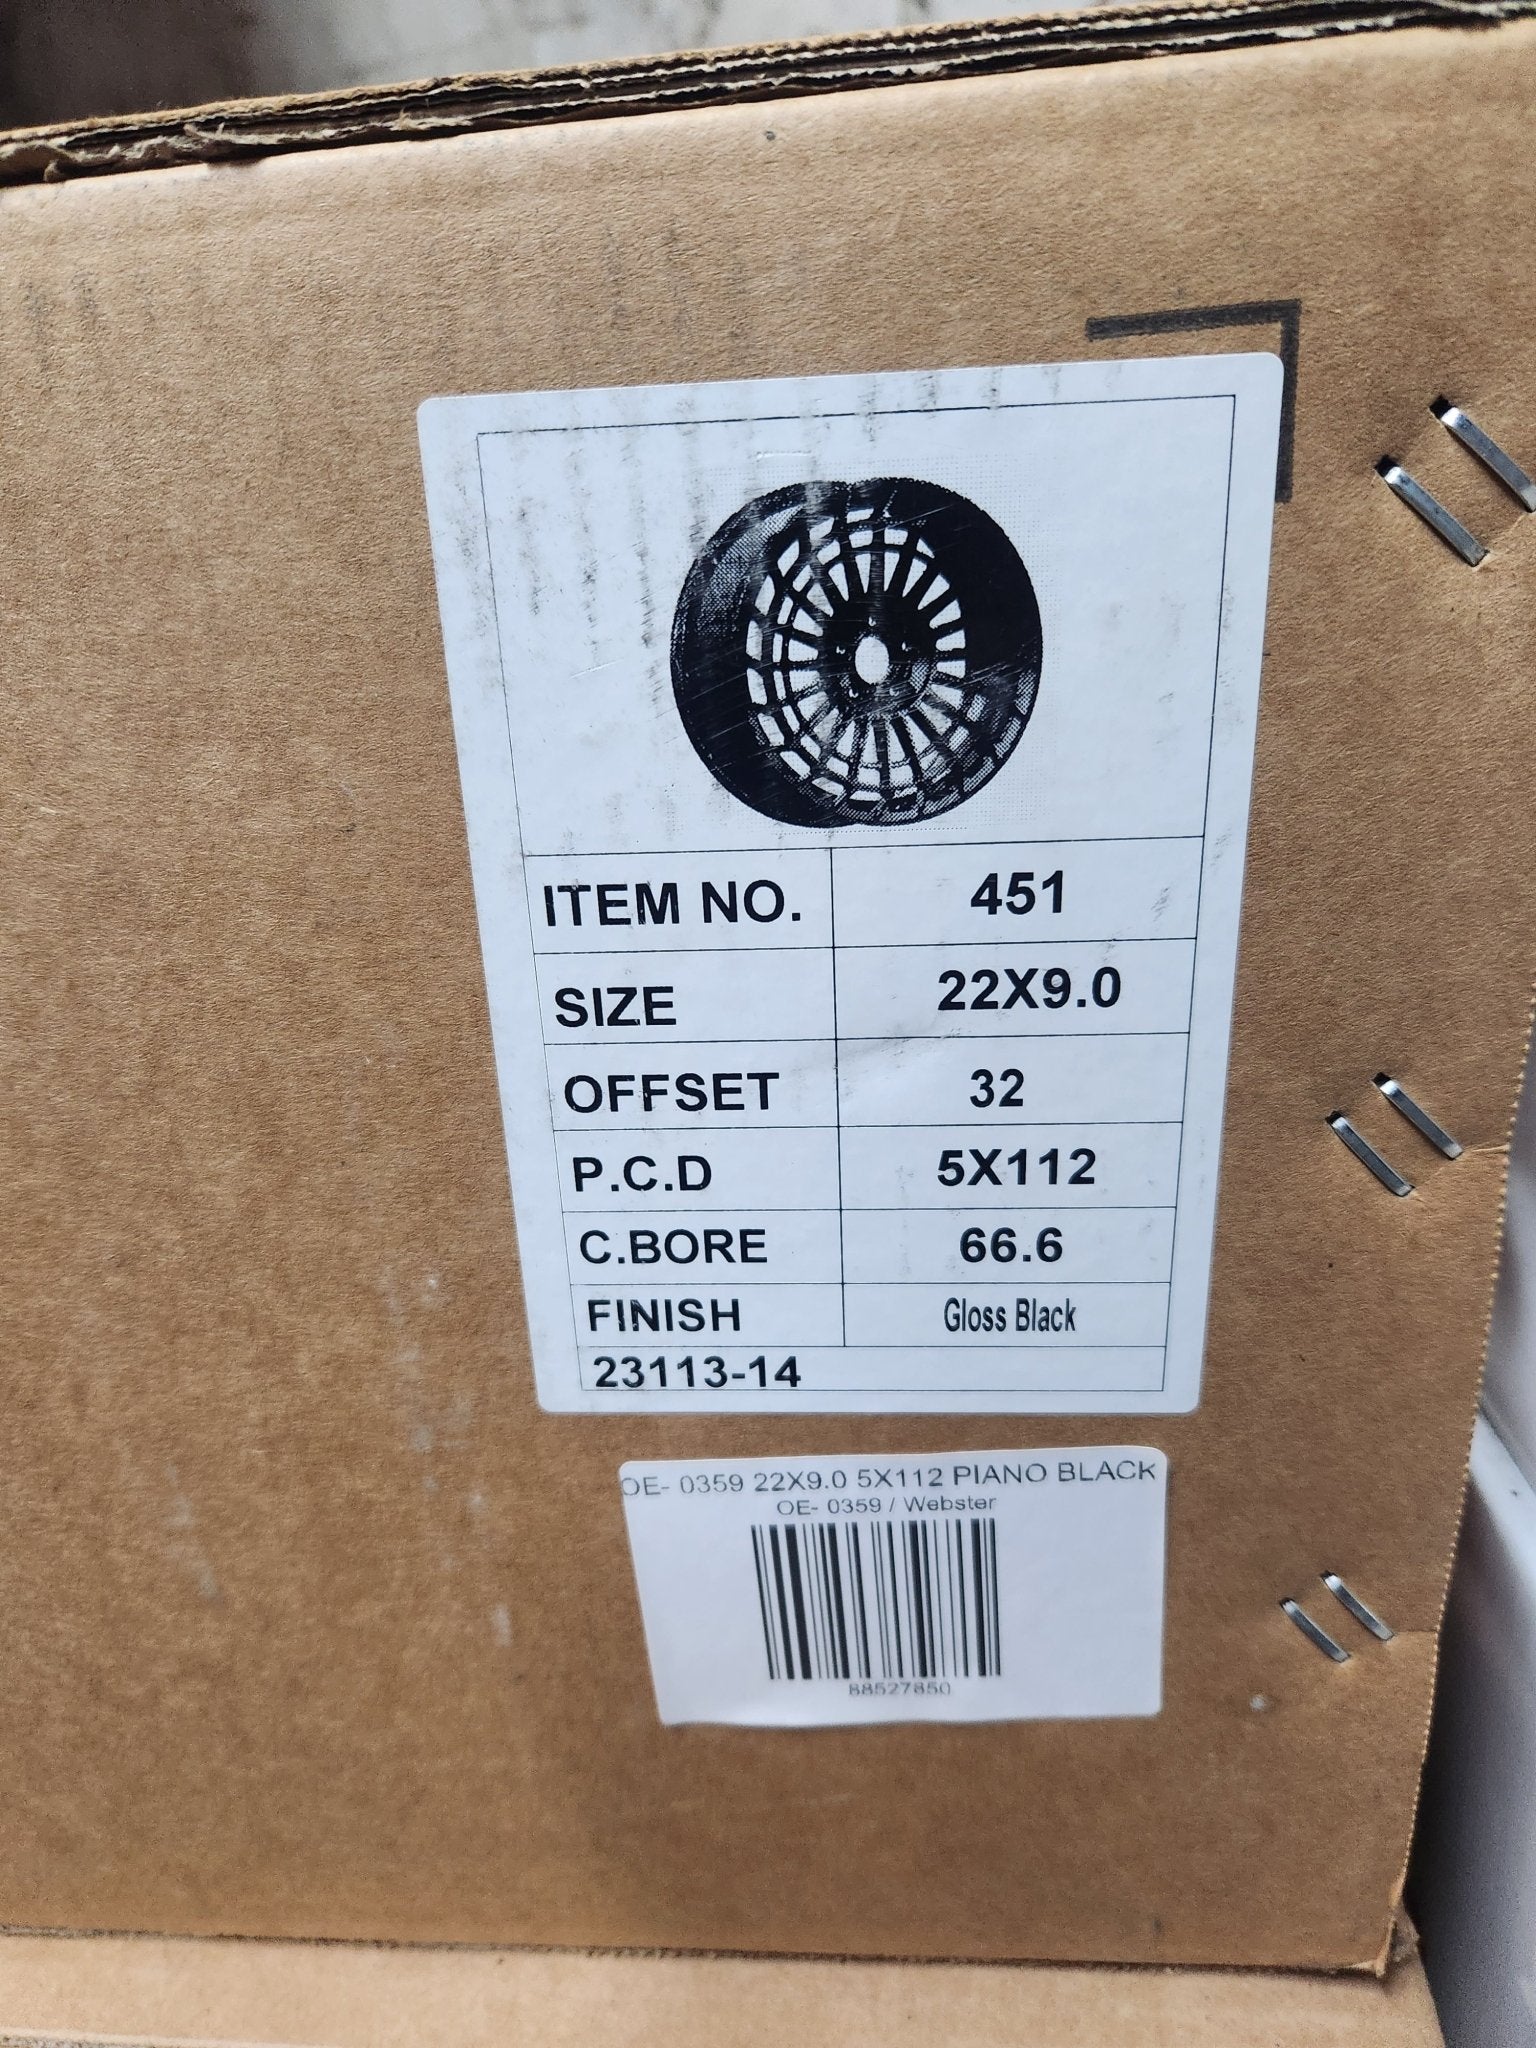 ITEM NO. 451
SIZE 22X9.0
OFFSET 32
P.C.D 5X112
C.BORE 66.6
FINISH Gloss Black
23113-14
OE- 0359 22X9.0 5X112 PIANO BLACK
OE- 0359 / Webster
88527850